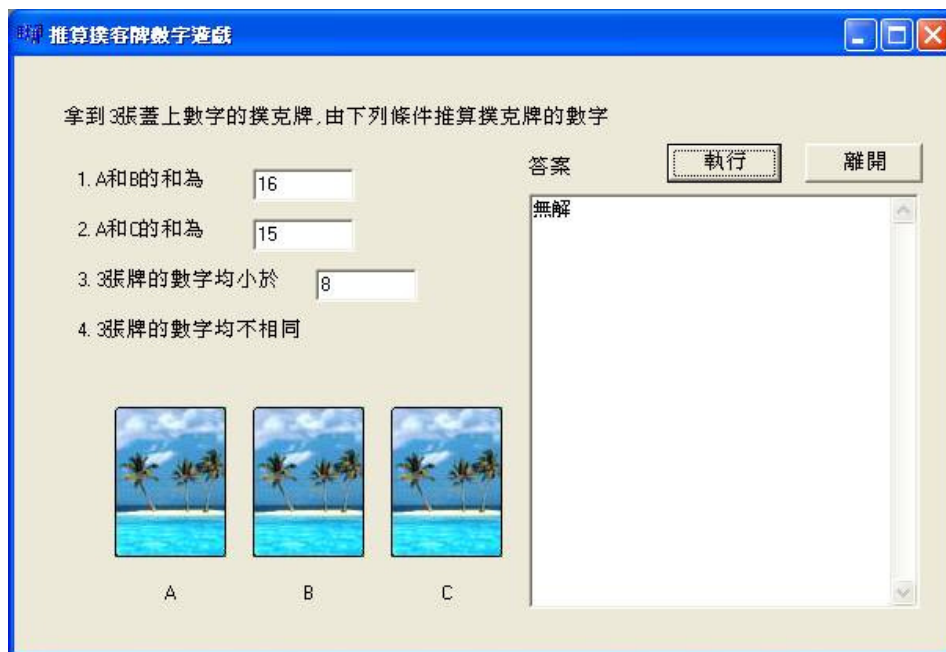 推算撲客牌數字遊戲
拿到3張蓋上數字的撲克牌,由下列條件推算撲克牌的數字
答案 執行 離開
1. A和B的和為 16
無解
2. A和C的和為 15
3. 3張牌的數字均小於 8
4. 3張牌的數字均不相同
A B C